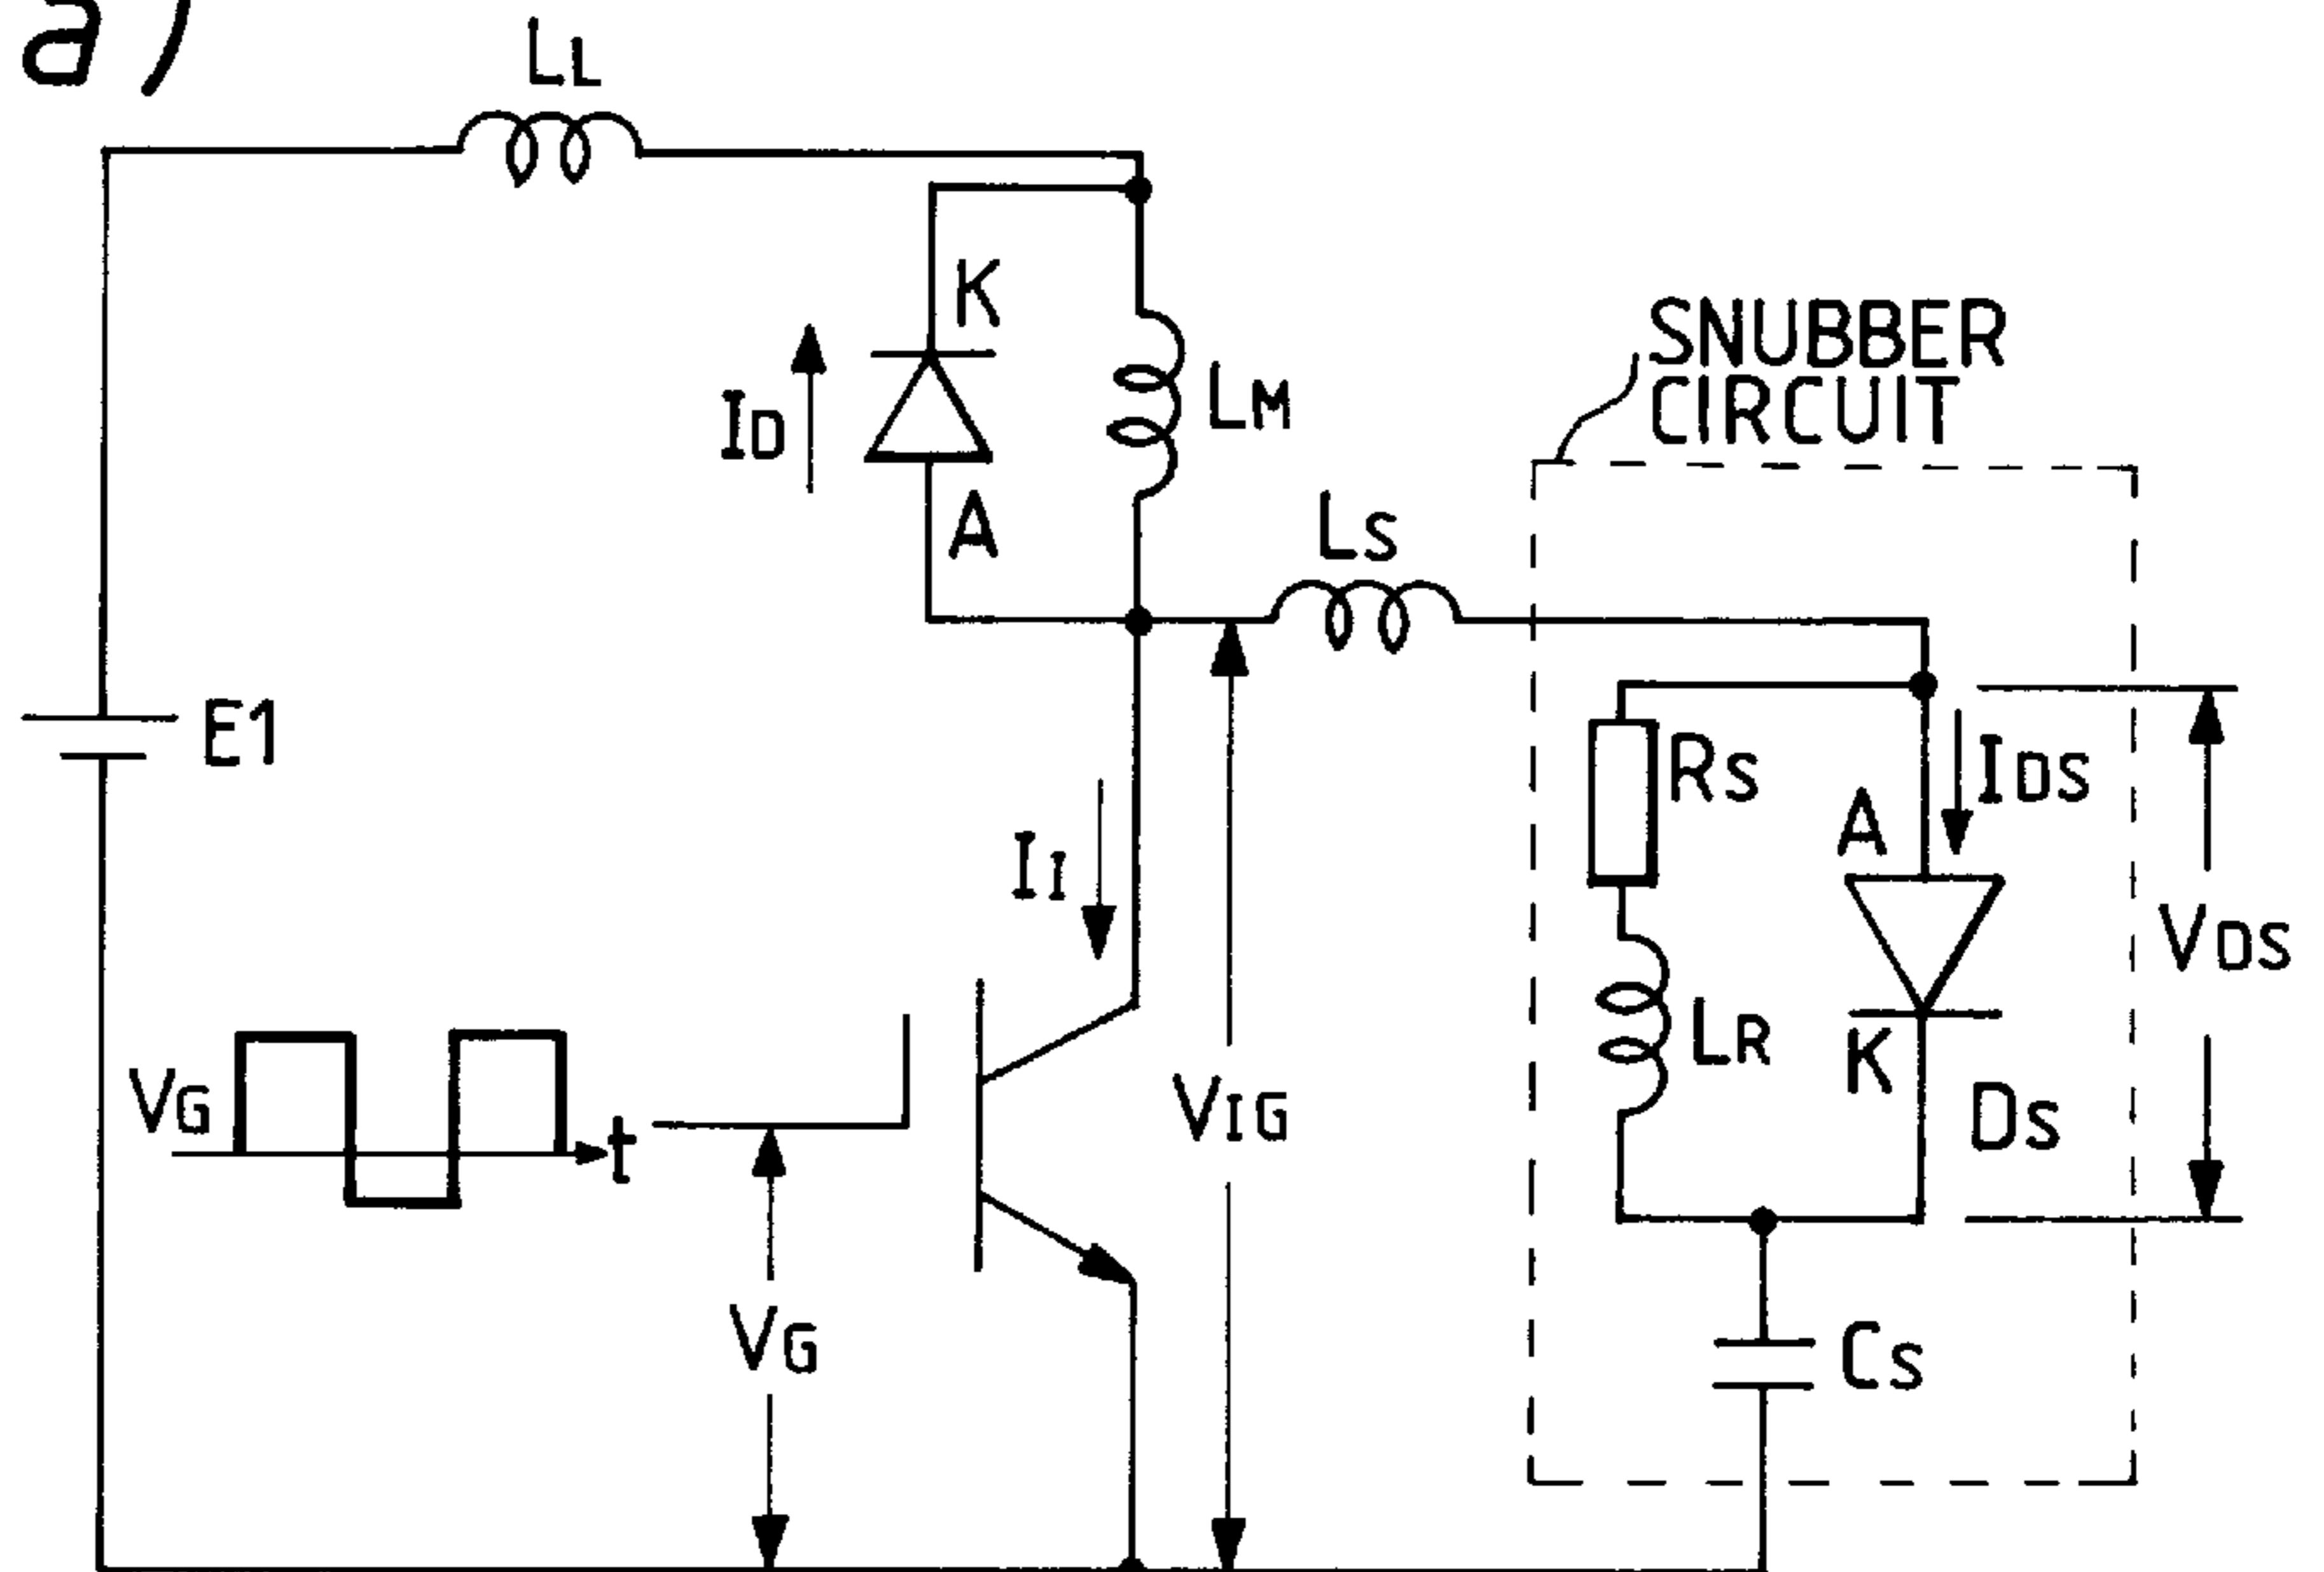 a)
LL
K
ID
LM
A
SNUBBER
CIRCUIT
LS
E1
RS
IDS
A
II
VDS
LR
K
VG
t
VIG
DS
VG
CS